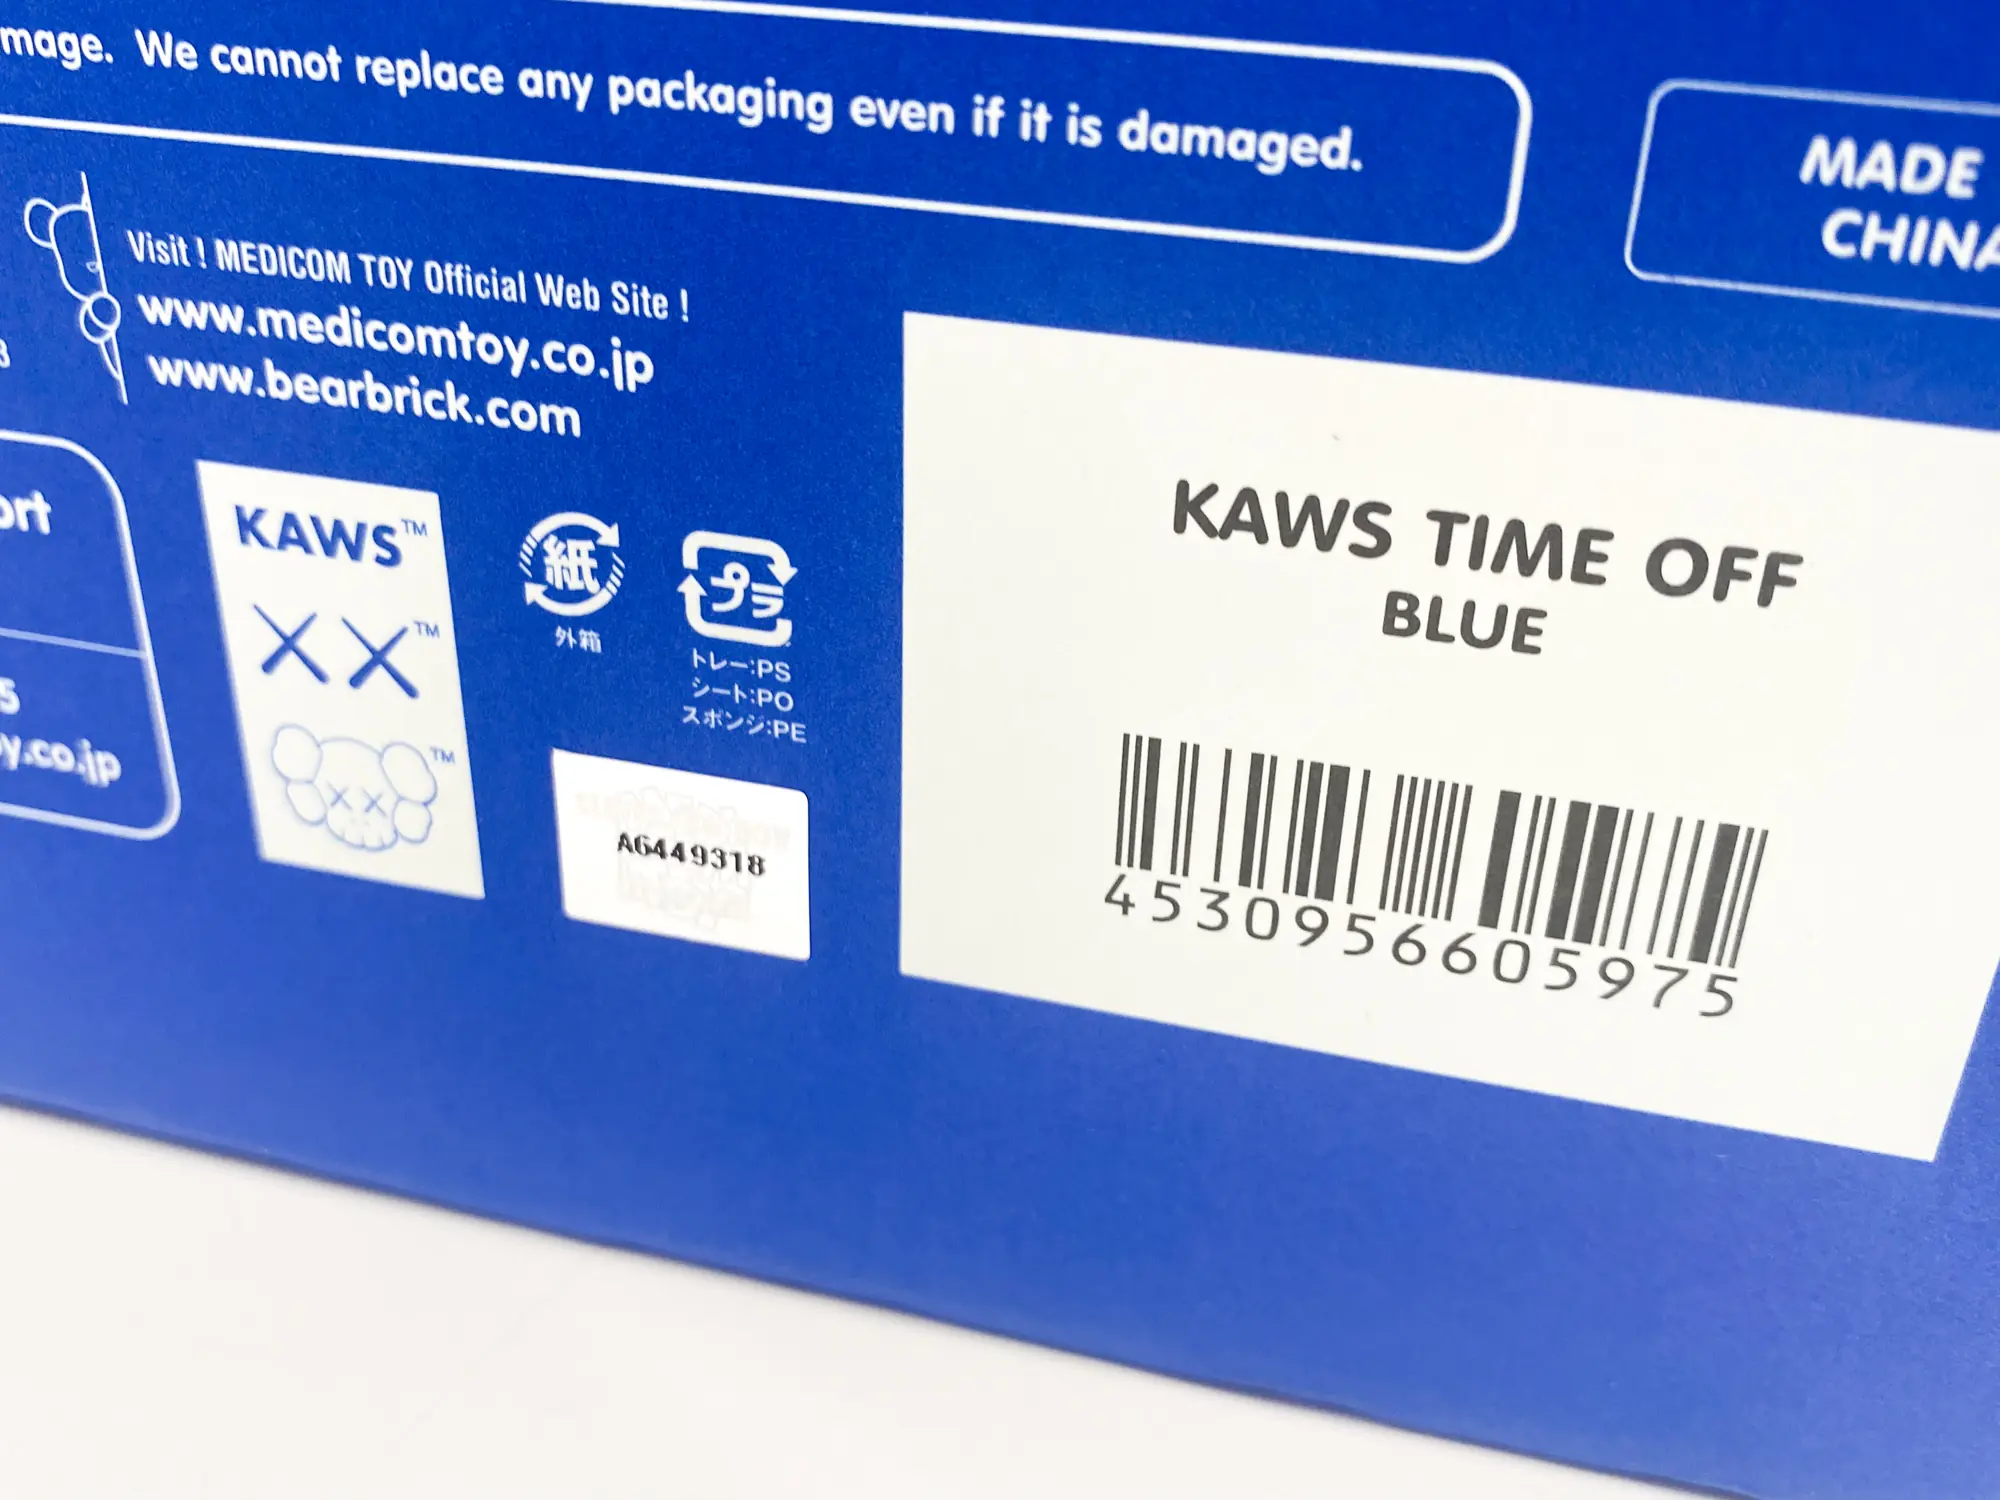 We cannot replace any packaging even if it is damaged.
MADE
CHINA
Visit ! MEDICOM TOY Official Web Site !
www.medicomtoy.co.jp
www.bearbrick.com
KAWS™
XX™
™
紙
外箱
プラ
トレー:PS
シート:PO
スポンジ:PE
A6449318
KAWS TIME OFF
BLUE
4530956605975
5
y.co.jp